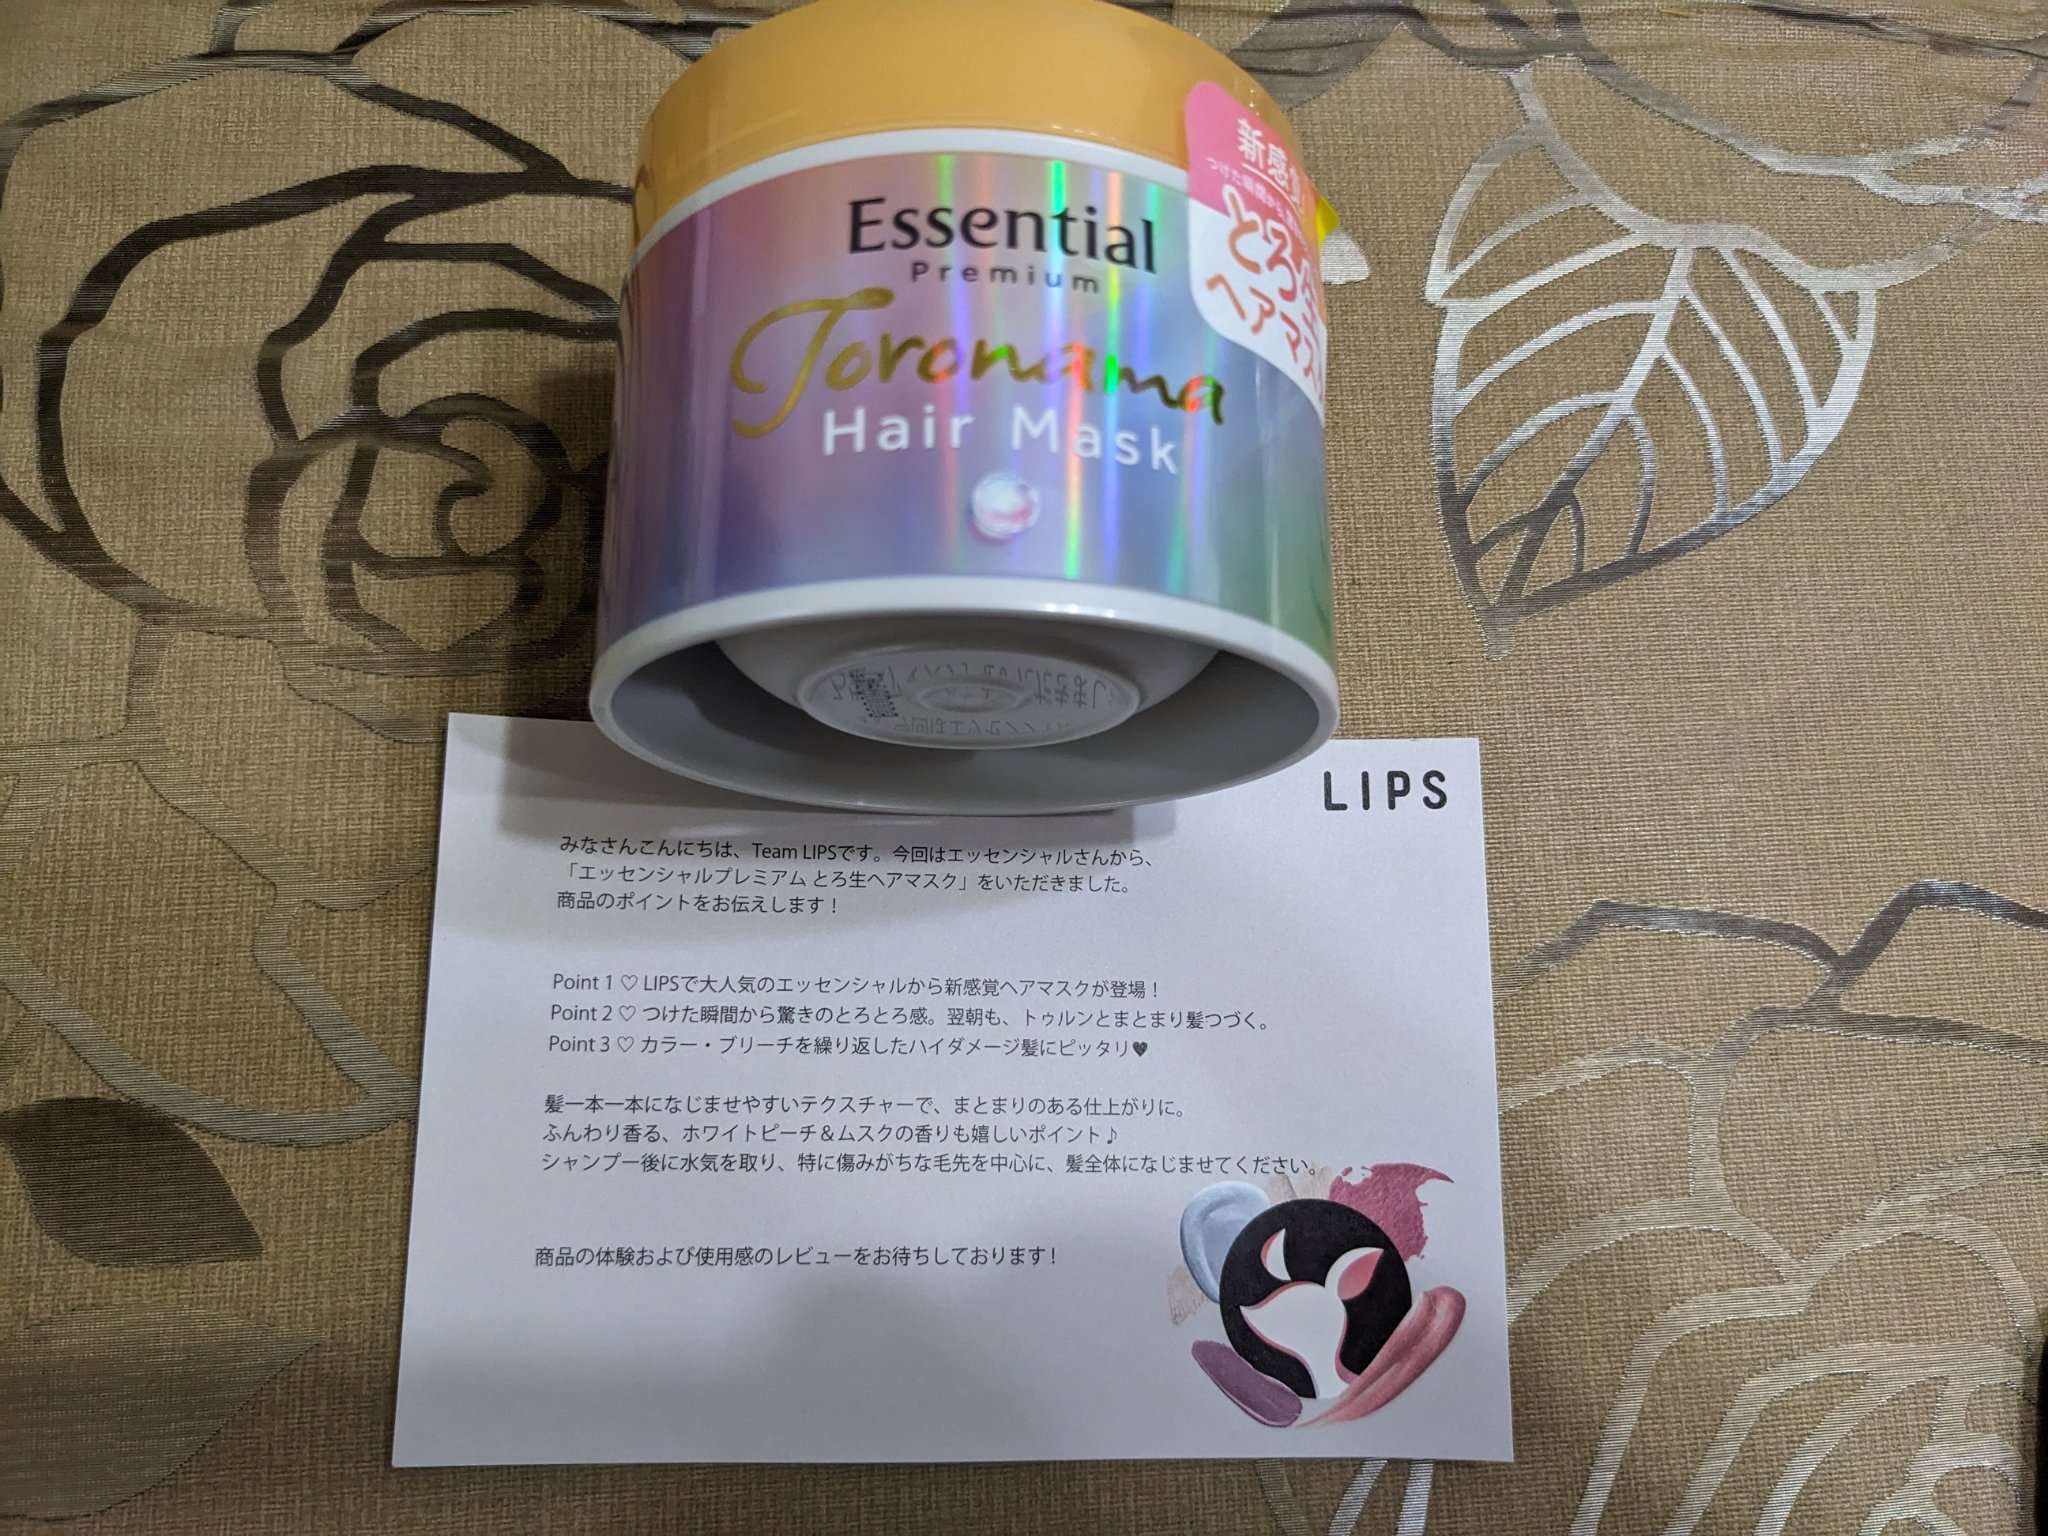 Essential
Premium
Toronama
Hair Mask
新感覚
つけた瞬間から
とろ生
ヘアマスク
LIPS
みなさんこんにちは、Team LIPSです。今回はエッセンシャルさんから、
「エッセンシャルプレミアム とろ生ヘアマスク」をいただきました。
商品のポイントをお伝えします！
Point 1 ♡ LIPSで大人気のエッセンシャルから新感覚ヘアマスクが登場！
Point 2 ♡ つけた瞬間から驚きのとろとろ感。翌朝も、トゥルンとまとまり髪つづく。
Point 3 ♡ カラー・ブリーチを繰り返したハイダメージ髪にピッタリ♥
髪一本一本になじませやすいテクスチャーで、まとまりのある仕上がりに。
ふんわり香る、ホワイトピーチ＆ムスクの香りも嬉しいポイント♪
シャンプー後に水気を取り、特に傷みがちな毛先を中心に、髪全体になじませてください。
商品の体験および使用感のレビューをお待ちしております！